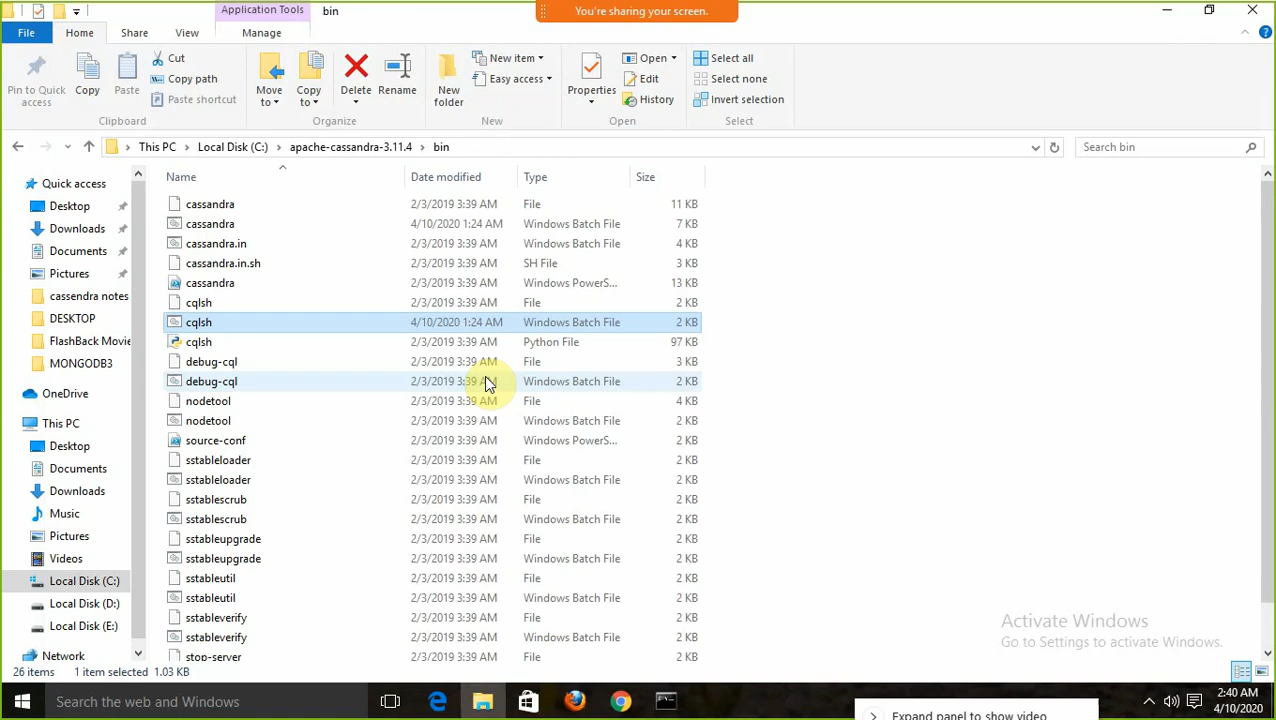 Application Tools
bin
You're sharing your screen.
File
Home
Share
View
Manage
Pin to Quick access
Copy
Paste
Cut
Copy path
Paste shortcut
Clipboard
Move to
Copy to
Delete
Rename
Organize
New folder
New item
Easy access
New
Properties
Open
Edit
History
Open
Select all
Select none
Invert selection
Select
This PC > Local Disk (C:) > apache-cassandra-3.11.4 > bin
Search bin
Quick access
Desktop
Downloads
Documents
Pictures
cassendra notes
DESKTOP
FlashBack Movie
MONGODB3
OneDrive
This PC
Desktop
Documents
Downloads
Music
Pictures
Videos
Local Disk (C:)
Local Disk (D:)
Local Disk (E:)
Network
Name Date modified Type Size
cassandra 2/3/2019 3:39 AM File 11 KB
cassandra 4/10/2020 1:24 AM Windows Batch File 7 KB
cassandra.in 2/3/2019 3:39 AM Windows Batch File 4 KB
cassandra.in.sh 2/3/2019 3:39 AM SH File 3 KB
cassandra 2/3/2019 3:39 AM Windows PowerS... 13 KB
cqlsh 2/3/2019 3:39 AM File 2 KB
cqlsh 4/10/2020 1:24 AM Windows Batch File 2 KB
cqlsh 2/3/2019 3:39 AM Python File 97 KB
debug-cql 2/3/2019 3:39 AM File 3 KB
debug-cql 2/3/2019 3:39 AM Windows Batch File 2 KB
nodetool 2/3/2019 3:39 AM File 4 KB
nodetool 2/3/2019 3:39 AM Windows Batch File 2 KB
source-conf 2/3/2019 3:39 AM Windows PowerS... 2 KB
sstableloader 2/3/2019 3:39 AM File 2 KB
sstableloader 2/3/2019 3:39 AM Windows Batch File 2 KB
sstablescrub 2/3/2019 3:39 AM File 2 KB
sstablescrub 2/3/2019 3:39 AM Windows Batch File 2 KB
sstableupgrade 2/3/2019 3:39 AM File 2 KB
sstableupgrade 2/3/2019 3:39 AM Windows Batch File 2 KB
sstableutil 2/3/2019 3:39 AM File 2 KB
sstableutil 2/3/2019 3:39 AM Windows Batch File 2 KB
sstableverify 2/3/2019 3:39 AM File 2 KB
sstableverify 2/3/2019 3:39 AM Windows Batch File 2 KB
stop-server 2/3/2019 3:39 AM File 2 KB
Activate Windows
Go to Settings to activate Windows.
26 items 1 item selected 1.03 KB
Search the web and Windows
Expand panel to show video
2:40 AM
4/10/2020